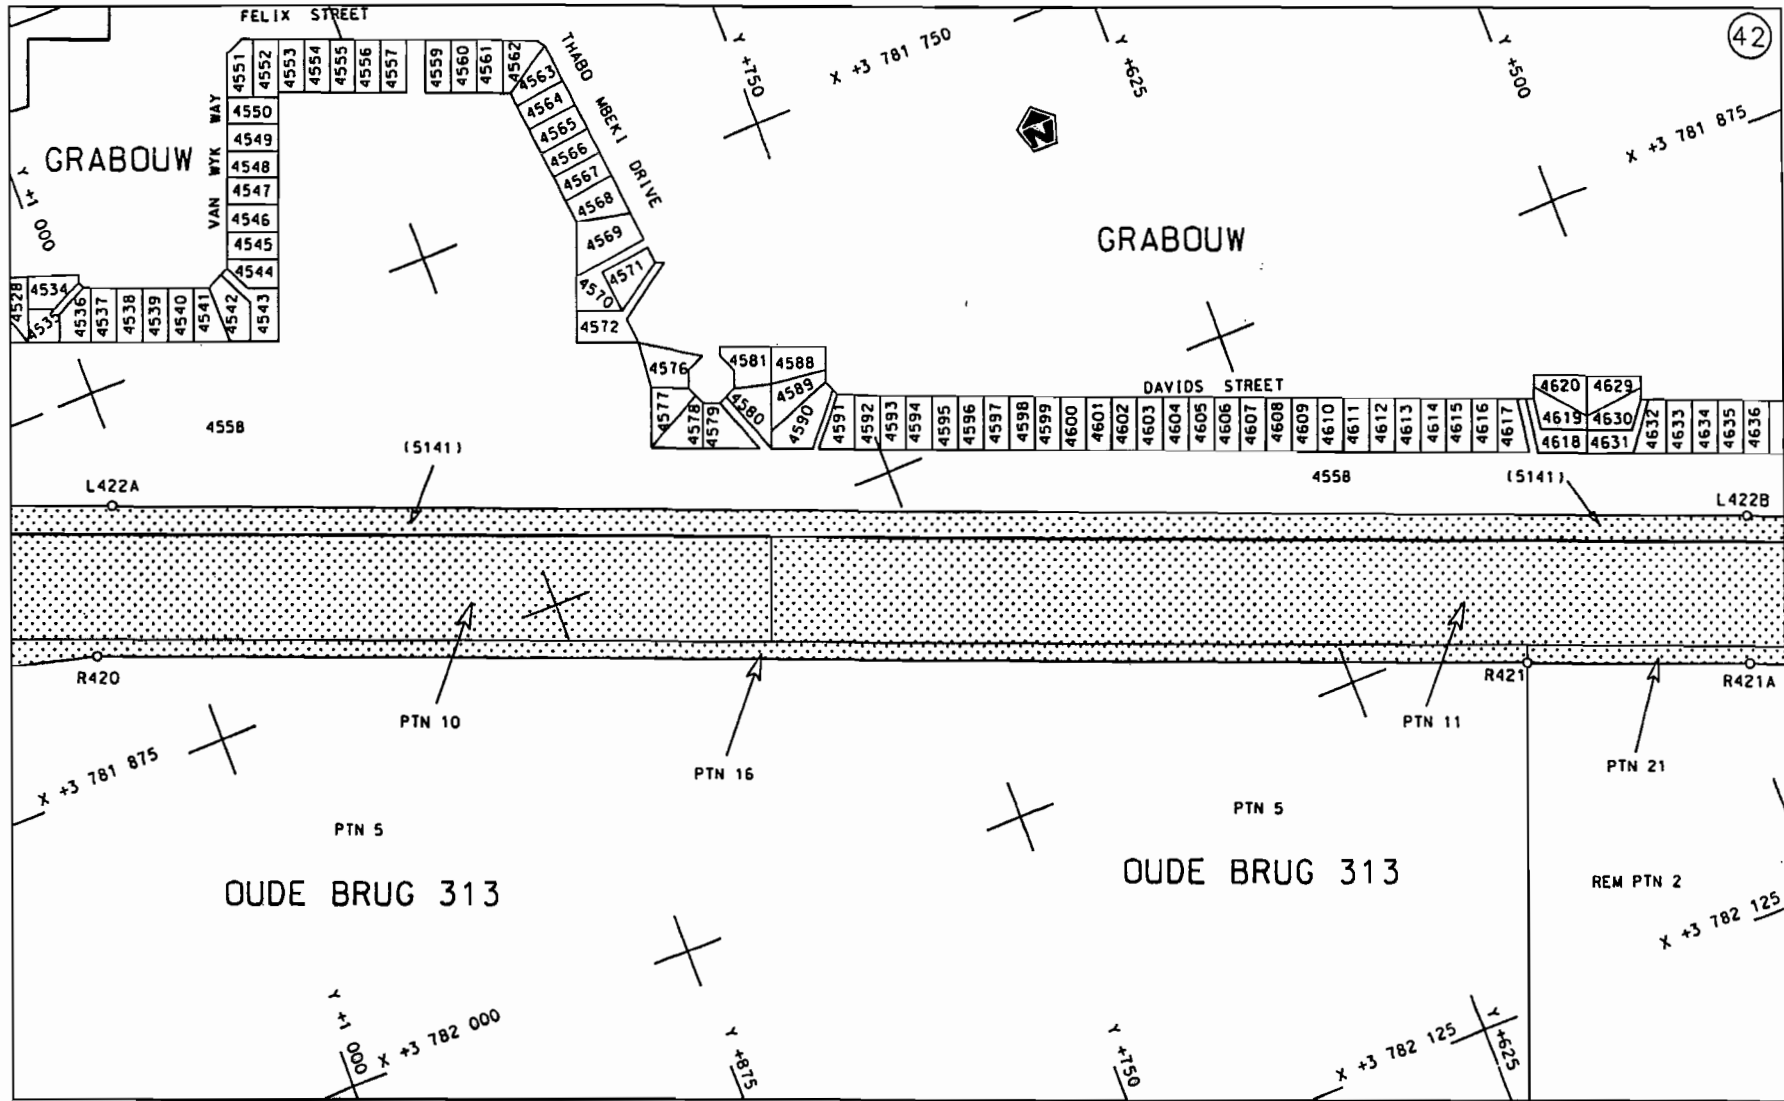 FELIX STREET
42
4551
4552
4553
4554
4555
4556
4557
4559
4560
4561
4562
4563
THABO MBEKI DRIVE
Y +750
X +3 781 750
Y +625
Y +500
X +3 781 875
VAN WYK WAY
GRABOUW
4550
4549
4548
4547
4546
4545
4544
4564
4565
4566
4567
4568
4569
4571
4570
4572
N
GRABOUW
Y +1 000
4528
4534
4535
4536
4537
4538
4539
4540
4541
4542
4543
4576
4577
4578
4579
4580
4581
4588
4589
4590
4591
4592
4593
4594
4595
4596
4597
4598
4599
4600
4601
4602
4603
4604
4605
4606
4607
4608
4609
4610
4611
4612
4613
4614
4615
4616
4617
DAVIDS STREET
4620
4629
4619
4630
4618
4631
4632
4633
4634
4635
4636
4558
(5141)
4558
(5141)
L422A
L422B
R420
R421
R421A
PTN 10
PTN 16
PTN 11
PTN 21
X +3 781 875
PTN 5
OUDE BRUG 313
PTN 5
OUDE BRUG 313
REM PTN 2
X +3 782 125
Y +1 000
X +3 782 000
Y +875
Y +750
X +3 782 125
Y +625